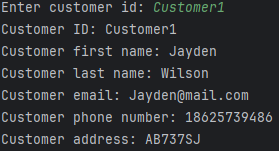 Enter customer id: Customer1
Customer ID: Customer1
Customer first name: Jayden
Customer last name: Wilson
Customer email: Jayden@mail.com
Customer phone number: 18625739486
Customer address: AB737SJ